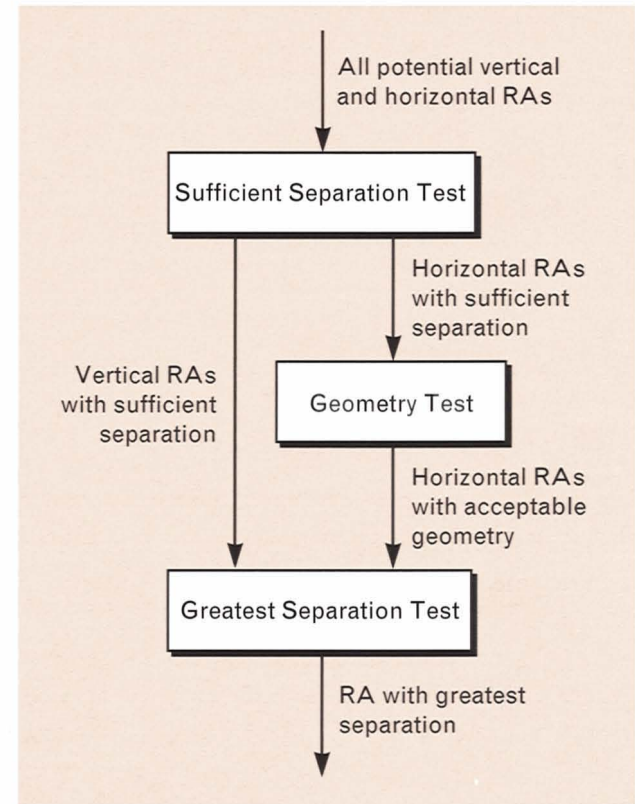 All potential vertical
and horizontal RAs
Sufficient Separation Test
Horizontal RAs
with sufficient
separation
Vertical RAs
with sufficient
separation
Geometry Test
Horizontal RAs
with acceptable
geometry
Greatest Separation Test
RA with greatest
separation